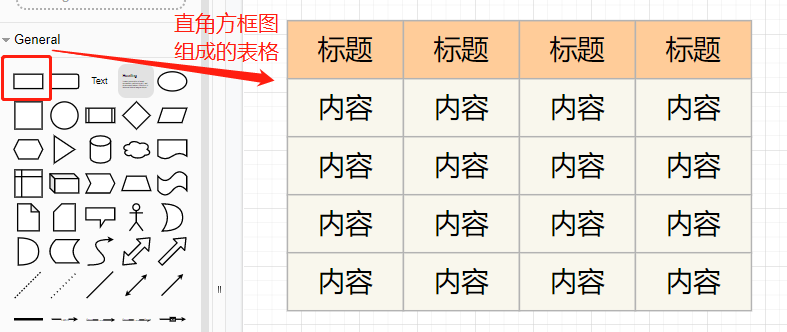 General
Text
Heading
直角方框图
组成的表格
标题 标题 标题 标题
内容 内容 内容 内容
内容 内容 内容 内容
内容 内容 内容 内容
内容 内容 内容 内容